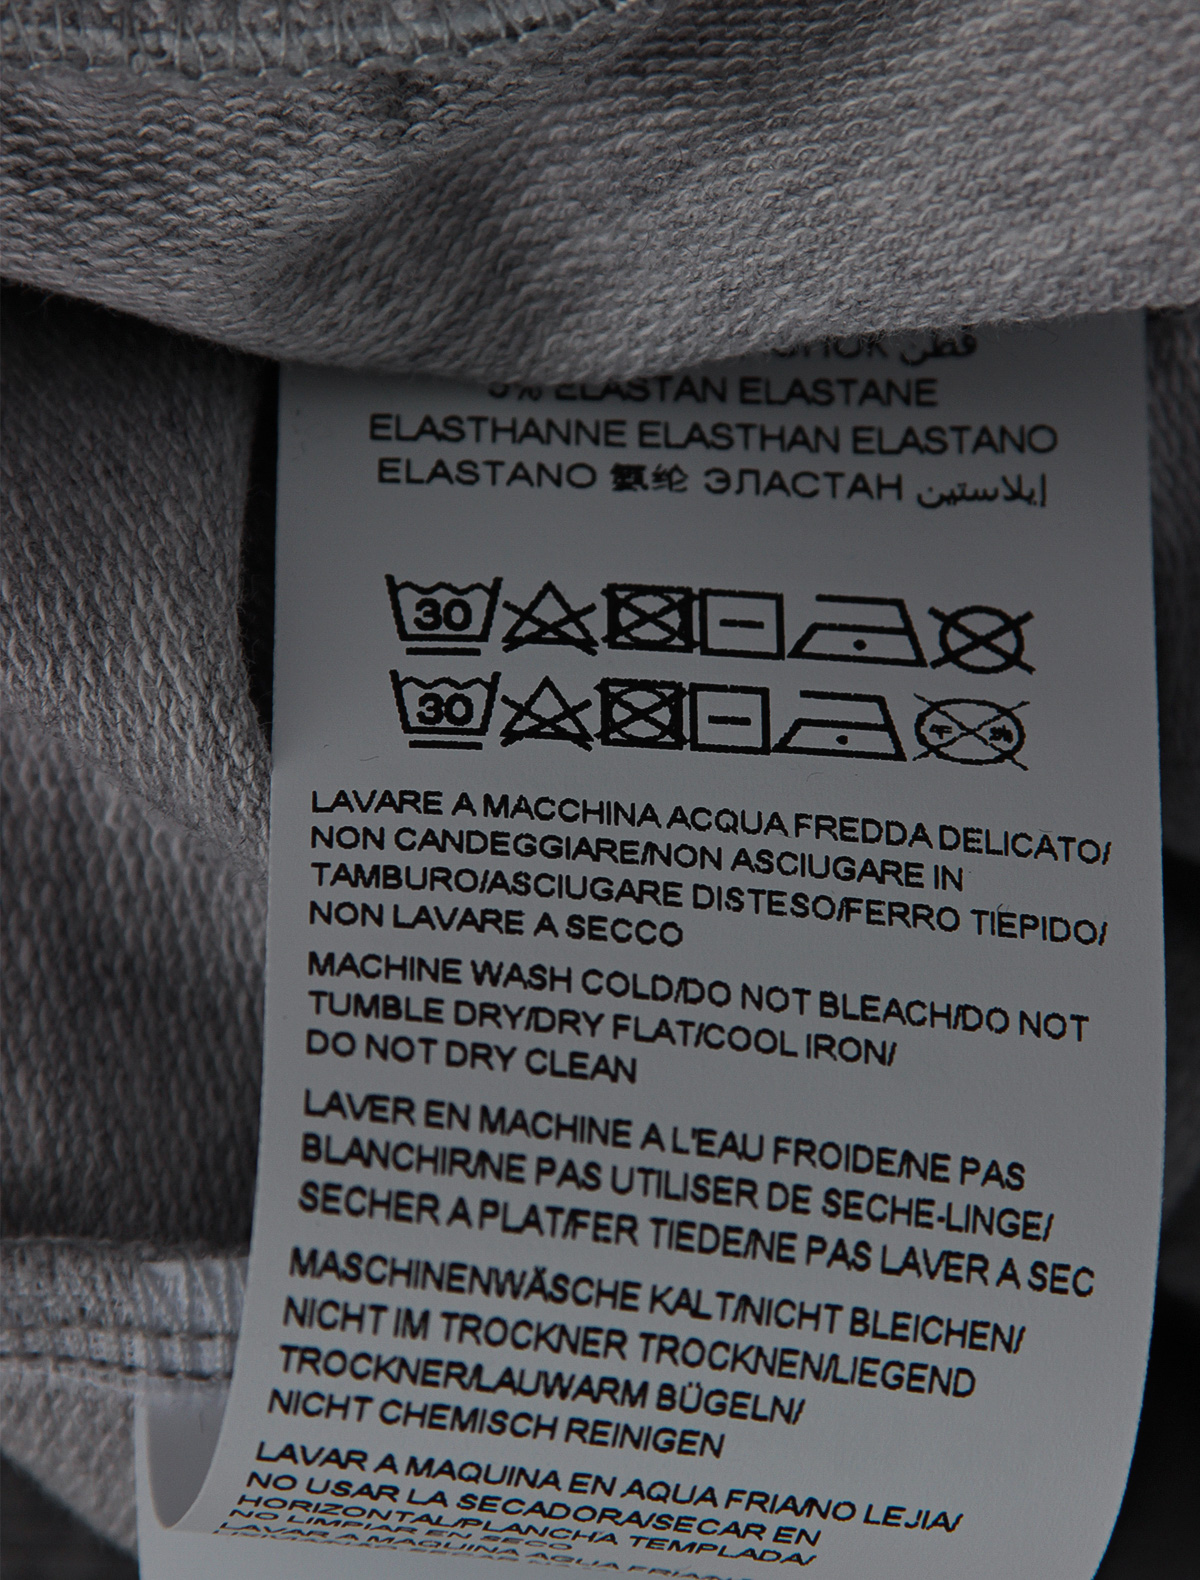 قطن
5% ELASTAN ELASTANE
ELASTHANNE ELASTHAN ELASTANO
ELASTANO 氨纶 ЭЛАСТАН إيلاستين
30
30
LAVARE A MACCHINA ACQUA FREDDA DELICATO/
NON CANDEGGIARE/NON ASCIUGARE IN
TAMBURO/ASCIUGARE DISTESO/FERRO TIEPIDO/
NON LAVARE A SECCO
MACHINE WASH COLD/DO NOT BLEACH/DO NOT
TUMBLE DRY/DRY FLAT/COOL IRON/
DO NOT DRY CLEAN
LAVER EN MACHINE A L'EAU FROIDE/NE PAS
BLANCHIR/NE PAS UTILISER DE SECHE-LINGE/
SECHER A PLAT/FER TIEDE/NE PAS LAVER A SEC
MASCHINENWÄSCHE KALT/NICHT BLEICHEN/
NICHT IM TROCKNER TROCKNEN/LIEGEND
TROCKNER/LAUWARM BÜGELN/
NICHT CHEMISCH REINIGEN
LAVAR A MAQUINA EN AQUA FRIA/NO LEJIA/
NO USAR LA SECADORA/SECAR EN
HORIZONTAL/PLANCHA TEMPLADA/
NO LIMPIAR EN SECO
LAVAR A MAQUINA AQUA FRIA/